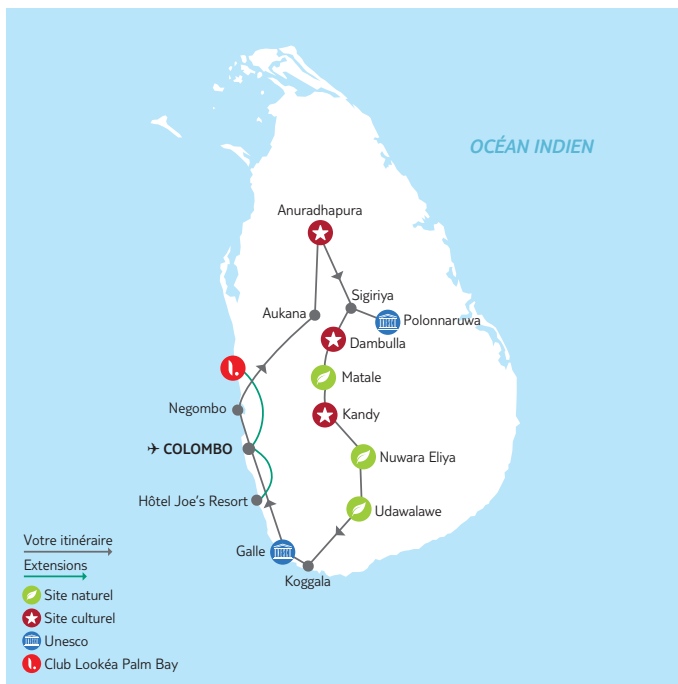 OCÉAN INDIEN
Anuradhapura
Sigiriya
Aukana
Polonnaruwa
Dambulla
Matale
Negombo
Kandy
COLOMBO
Nuwara Eliya
Hôtel Joe's Resort
Udawalawe
Galle
Koggala
Votre itinéraire
Extensions
Site naturel
Site culturel
Unesco
Club Lookéa Palm Bay